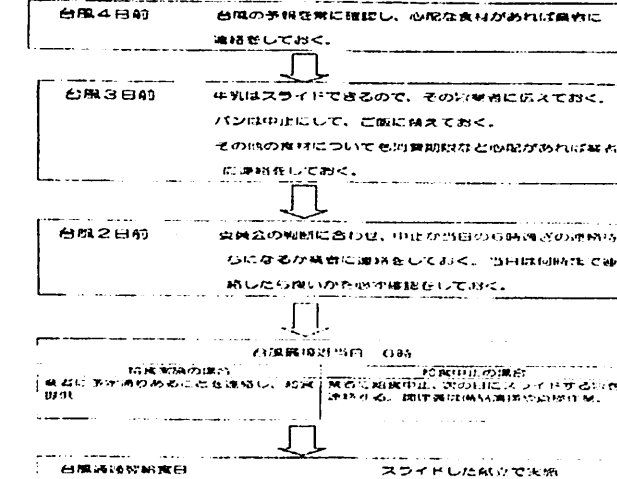 台風4日前
台風の予報を常に確認し、心配な食材があれば業者に
連絡をしておく。
台風3日前
牛乳はスライドできるので、その旨業者に伝えておく。
パンは中止にして、ご飯に替えておく。
その他の食材についても消費期限など心配があれば業者
に連絡をしておく。
台風2日前
委員会の判断に合わせ、中止か当日の6時過ぎの連絡待
ちになるか業者に連絡をしておく。当日は何時まで連
絡したら良いかを必ず確認をしておく。
台風最接近当日 6時
給食実施の場合
業者に予定通りあることを連絡し、給食
提供
給食中止の場合
業者に給食中止、次の日にスライドする旨を
連絡する。
台風通過後給食日
スライドした献立で実施